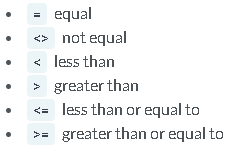 = equal
<> not equal
< less than
> greater than
<= less than or equal to
>= greater than or equal to